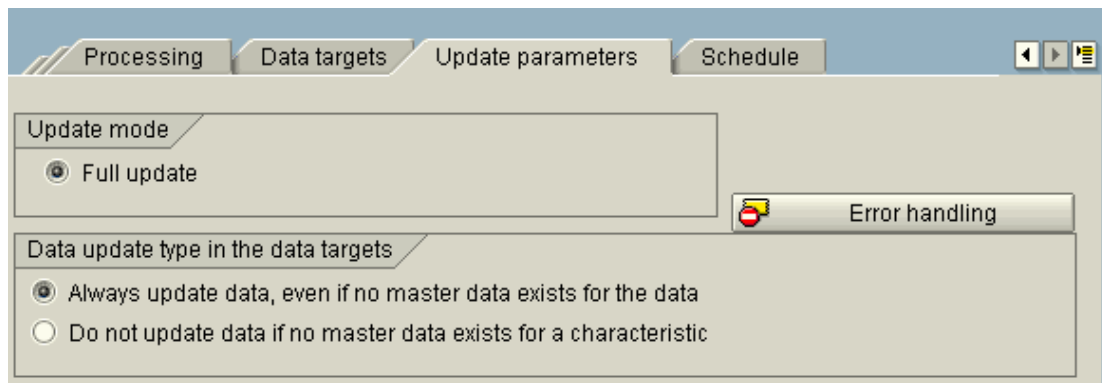 Processing Data targets Update parameters Schedule
Update mode
Full update
Error handling
Data update type in the data targets
Always update data, even if no master data exists for the data
Do not update data if no master data exists for a characteristic